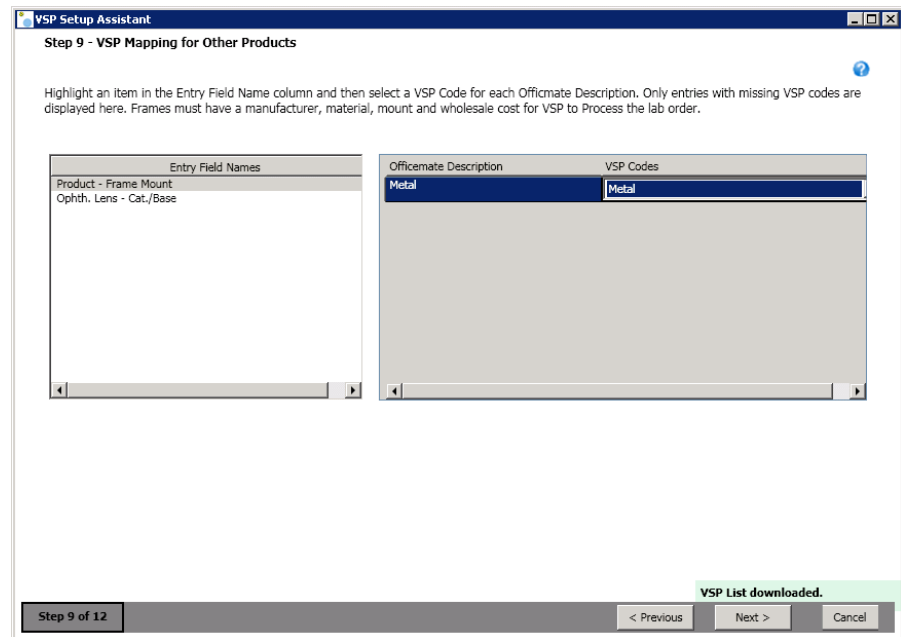 VSP Setup Assistant
Step 9 - VSP Mapping for Other Products
?
Highlight an item in the Entry Field Name column and then select a VSP Code for each Officmate Description. Only entries with missing VSP codes are
displayed here. Frames must have a manufacturer, material, mount and wholesale cost for VSP to Process the lab order.
Entry Field Names
Product - Frame Mount
Ophth. Lens - Cat./Base
Officemate Description VSP Codes
Metal Metal
VSP List downloaded.
Step 9 of 12 < Previous Next > Cancel